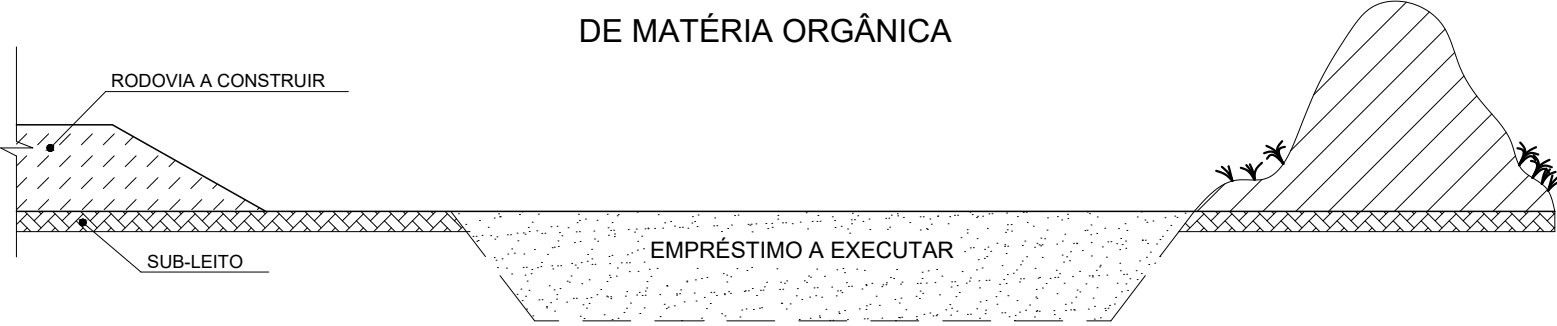 DE MATÉRIA ORGÂNICA
RODOVIA A CONSTRUIR
EMPRÉSTIMO A EXECUTAR
SUB-LEITO